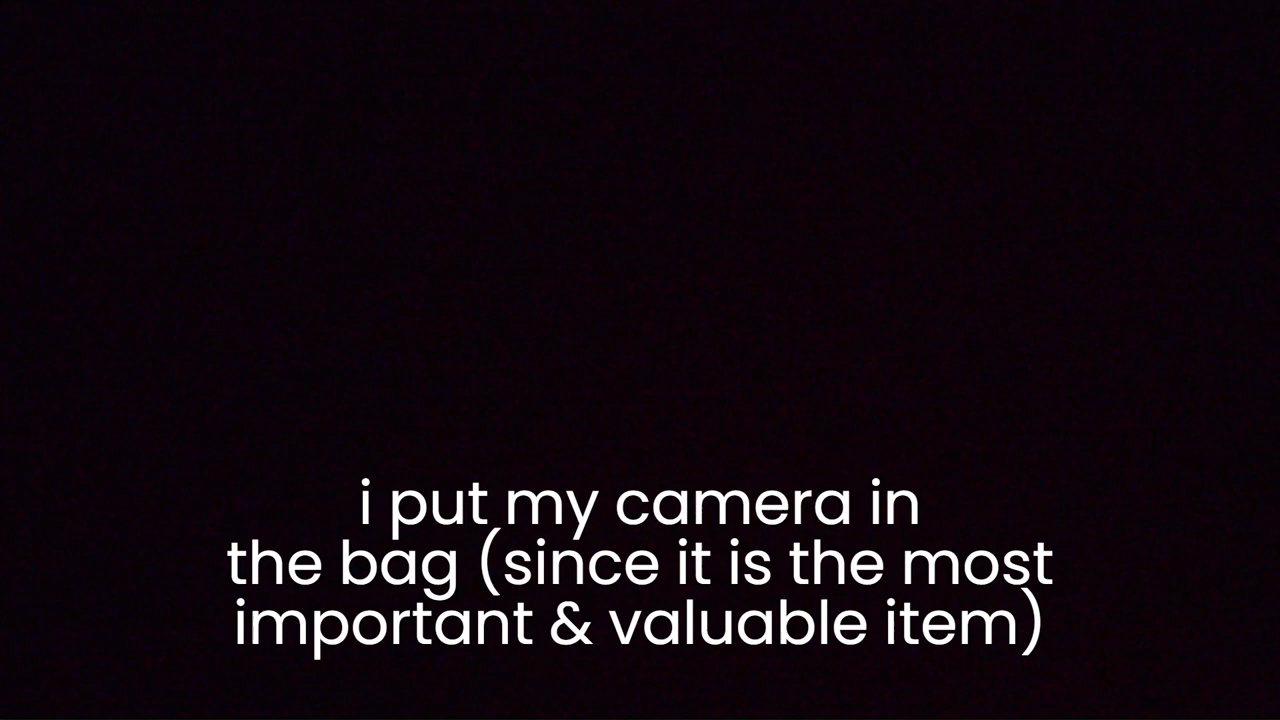 i put my camera in
the bag (since it is the most
important & valuable item)